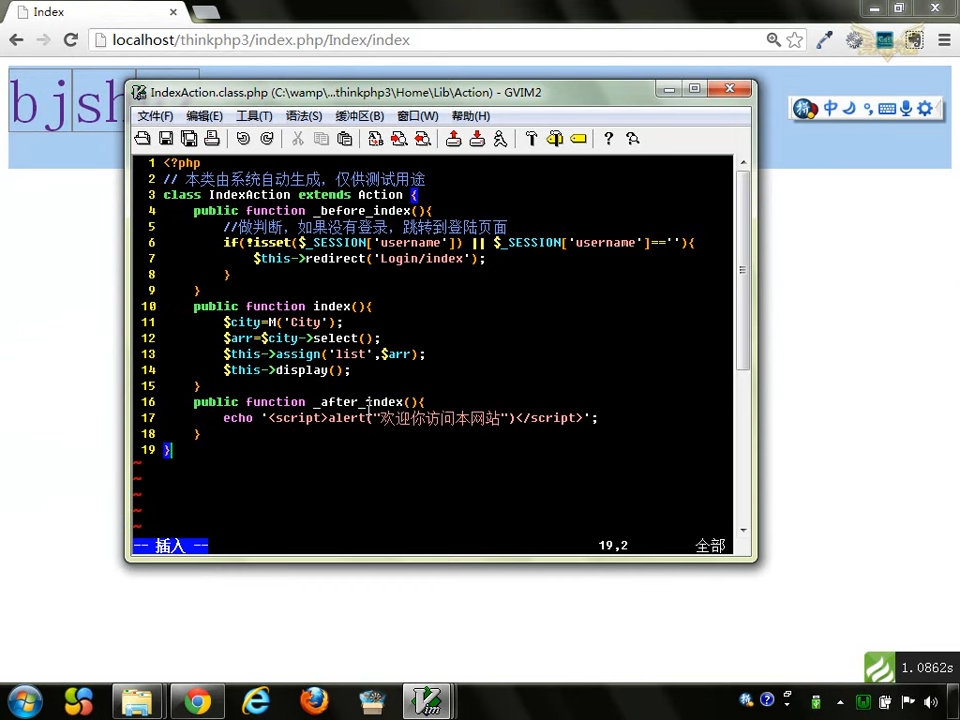 Index
localhost/thinkphp3/index.php/Index/index
bjsh
IndexAction.class.php (C:\wamp\...thinkphp3\Home\Lib\Action) - GVIM2
文件(F) 编辑(E) 工具(T) 语法(S) 缓冲区(B) 窗口(W) 帮助(H)
中
1 <?php
2 // 本类由系统自动生成，仅供测试用途
3 class IndexAction extends Action {
4 public function _before_index(){
5 //做判断，如果没有登录，跳转到登陆页面
6 if(!isset($_SESSION['username']) || $_SESSION['username']==''){
7 $this->redirect('Login/index');
8 }
9 }
10 public function index(){
11 $city=M('City');
12 $arr=$city->select();
13 $this->assign('list',$arr);
14 $this->display();
15 }
16 public function _after_index(){
17 echo '<script>alert("欢迎你访问本网站")</script>';
18 }
19 }
~
~
~
~
~
-- 插入 -- 19,2 全部
1.0862s